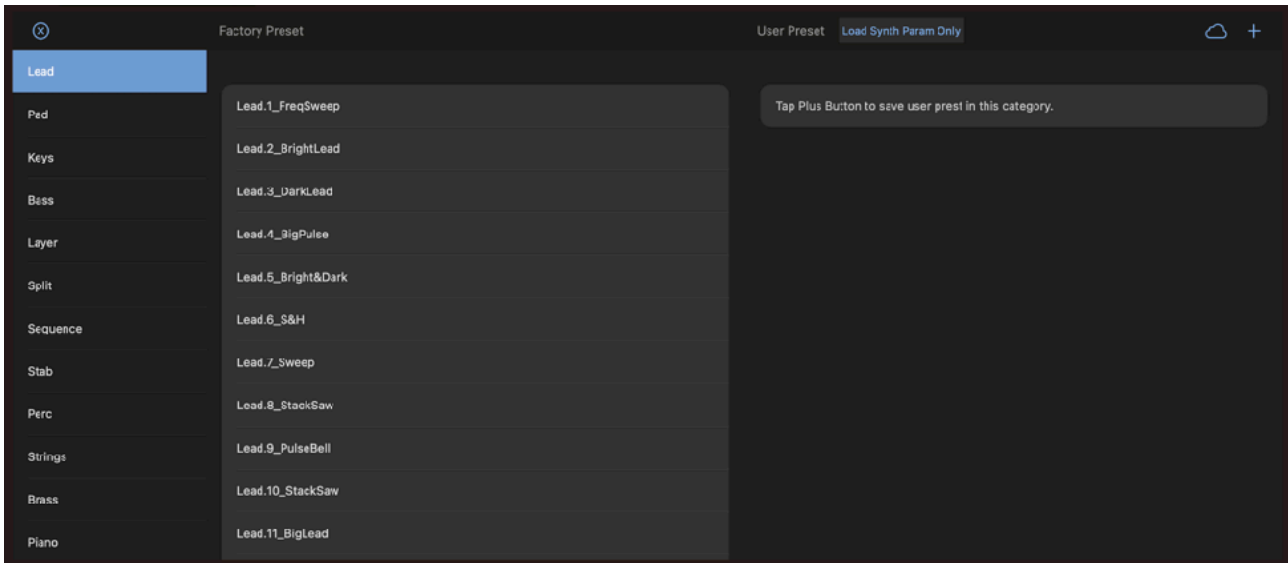 Factory Preset
User Preset
Load Synth Param Only
Lead
Pad
Keys
Bass
Layer
Split
Sequence
Stab
Perc
Strings
Brass
Piano
Lead.1_FreqSweep
Lead.2_BrightLead
Lead.3_DarkLead
Lead.4_BigPulse
Lead.5_Bright&Dark
Lead.6_S&H
Lead.7_Sweep
Lead.8_StackSaw
Lead.9_PulseBell
Lead.10_StackSaw
Lead.11_BigLead
Tap Plus Button to save user prest in this category.